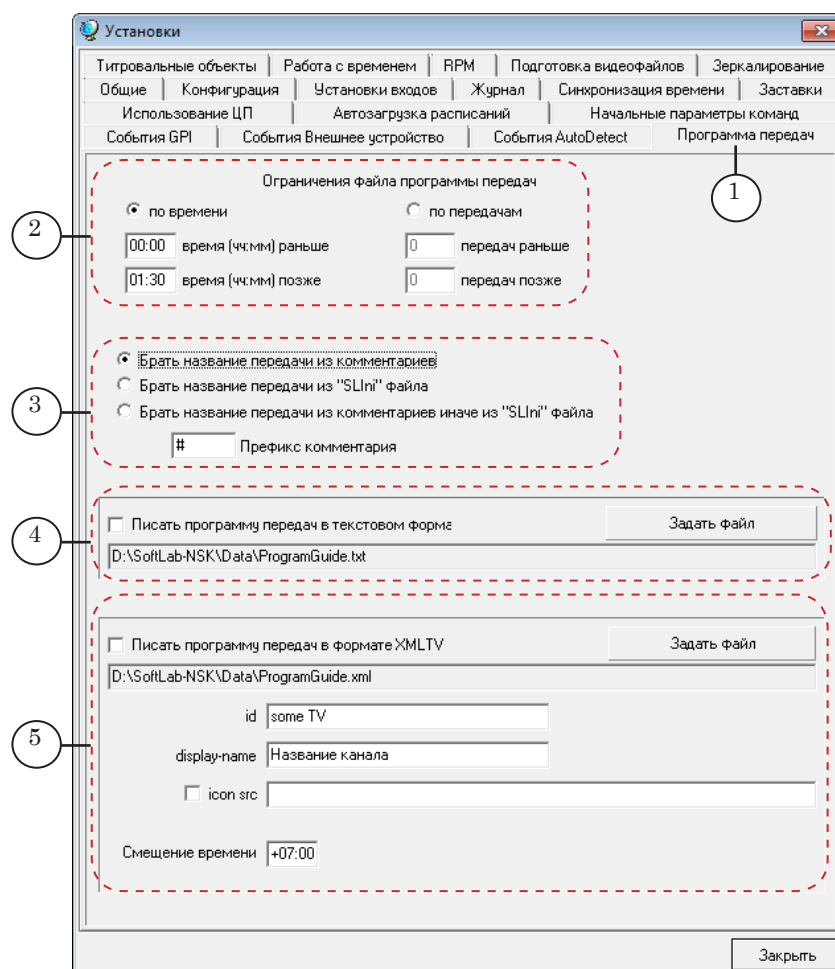 Установки
Титровальные объекты Работа с временем RPM Подготовка видеофайлов Зеркалирование
Общие Конфигурация Установки входов Журнал Синхронизация времени Заставки
Использование ЦП Автозагрузка расписаний Начальные параметры команд
События GPI События Внешнее устройство События AutoDetect Программа передач
1
Ограничения файла программы передач
2
по времени по передачам
00:00 время (чч:мм) раньше 0 передач раньше
01:30 время (чч:мм) позже 0 передач позже
3
Брать название передачи из комментариев
Брать название передачи из "SLIni" файла
Брать название передачи из комментариев иначе из "SLIni" файла
# Префикс комментария
4
Писать программу передач в текстовом форма Задать файл
D:\SoftLab-NSK\Data\ProgramGuide.txt
5
Писать программу передач в формате XMLTV Задать файл
D:\SoftLab-NSK\Data\ProgramGuide.xml
id some TV
display-name Название канала
icon src
Смещение времени +07:00
Закрыть